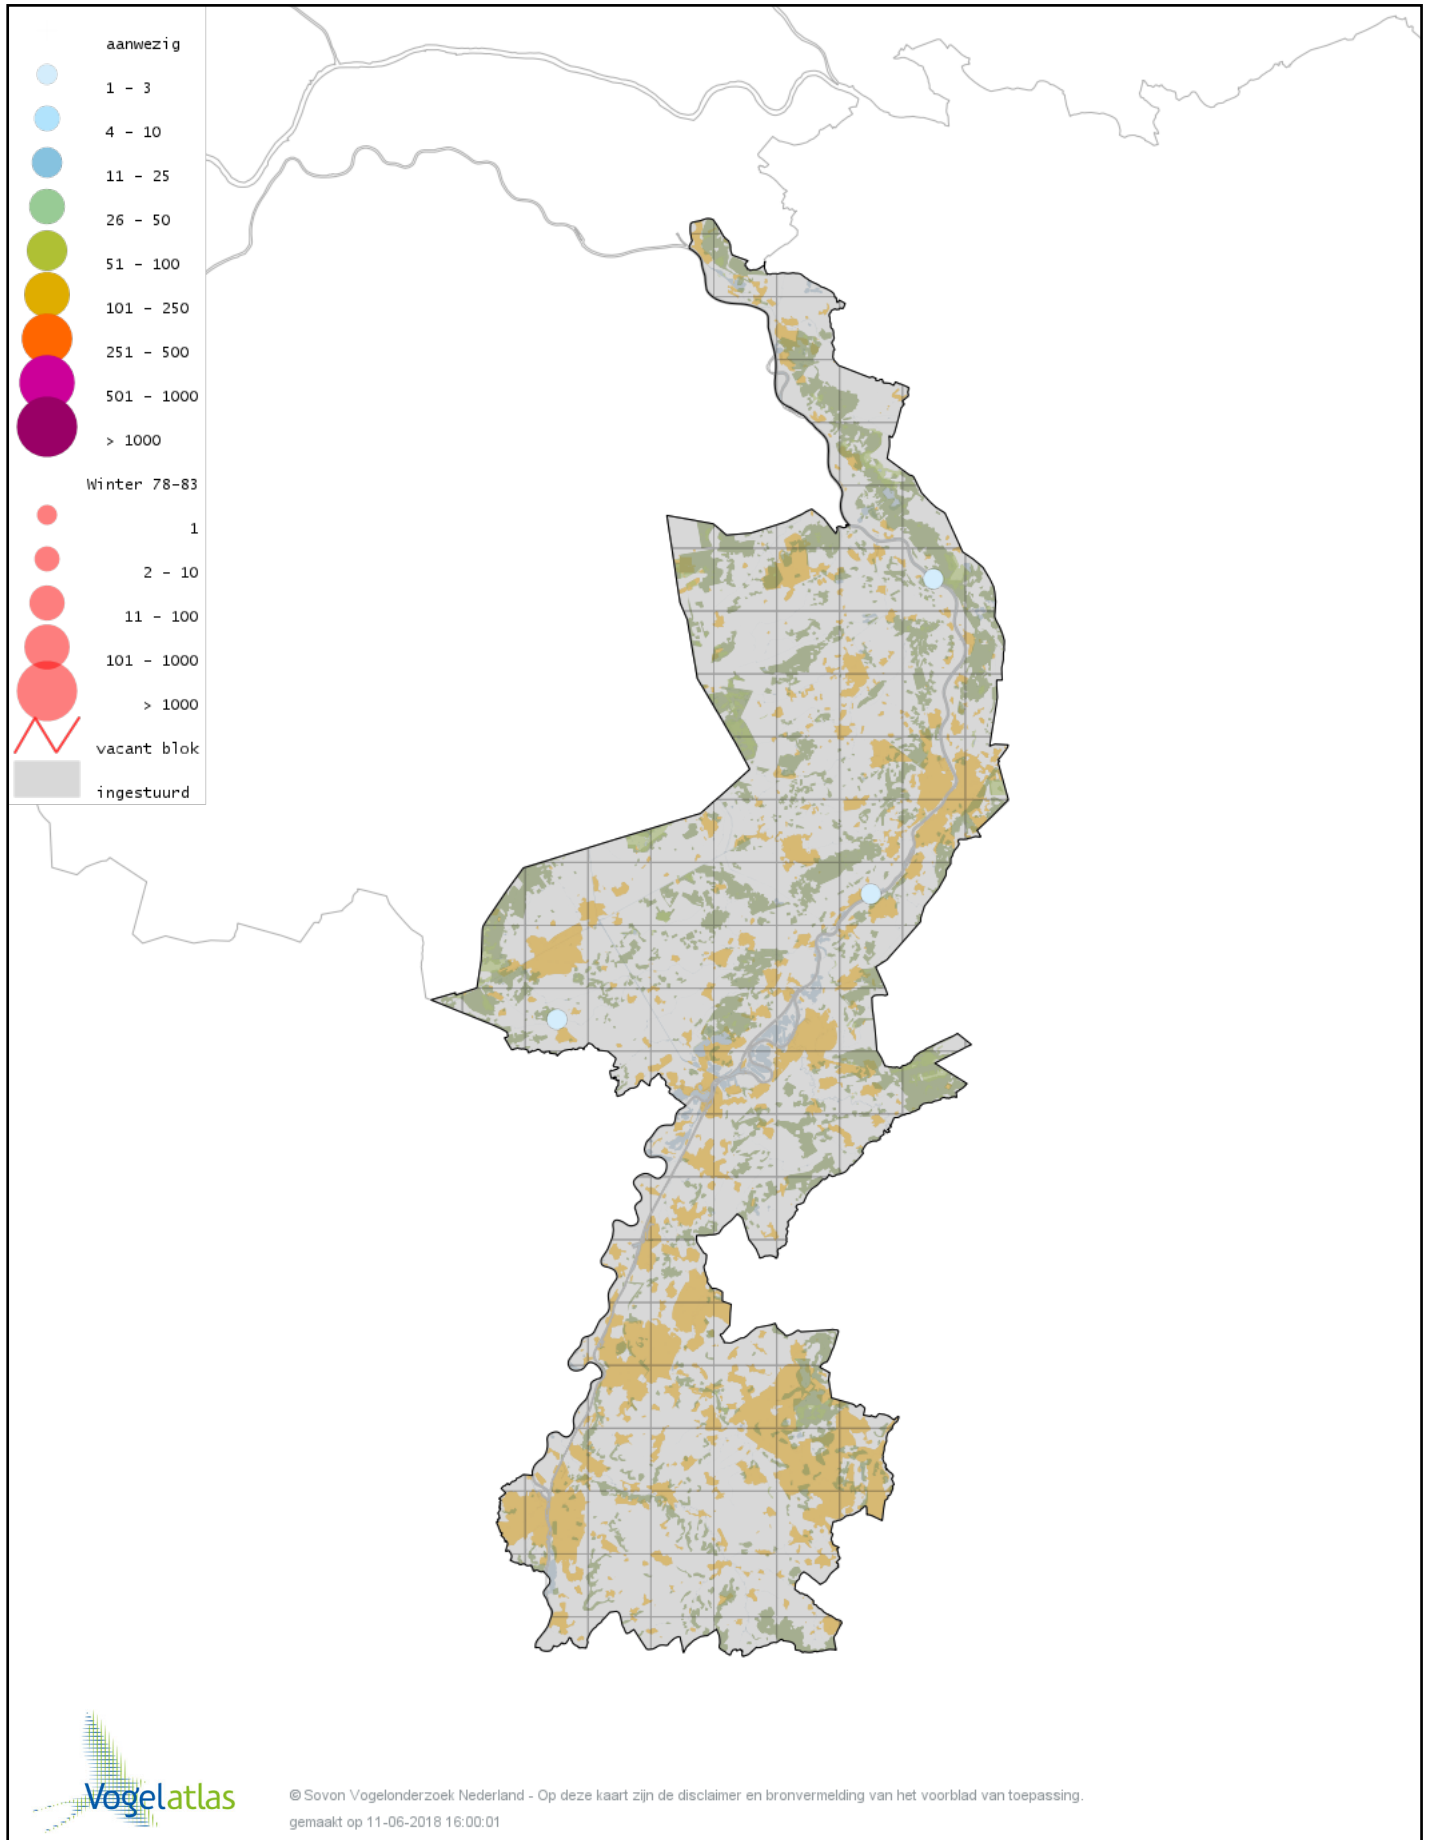 aanwezig
1 – 3
4 – 10
11 – 25
26 – 50
51 – 100
101 – 250
251 – 500
501 – 1000
> 1000
Winter 78-83
1
2 – 10
11 – 100
101 – 1000
> 1000
vacant blok
ingestuurd
Vogelatlas
© Sovon Vogelonderzoek Nederland - Op deze kaart zijn de disclaimer en bronvermelding van het voorblad van toepassing.
gemaakt op 11-06-2018 16:00:01